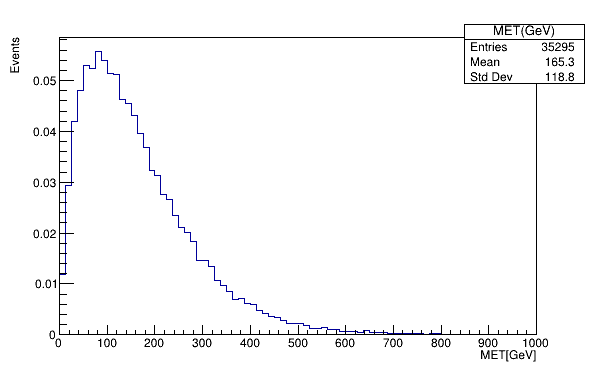 MET(GeV)
Entries 35295
Mean 165.3
Std Dev 118.8
Events
0.05
0.04
0.03
0.02
0.01
0
0 100 200 300 400 500 600 700 800 900 1000
MET[GeV]